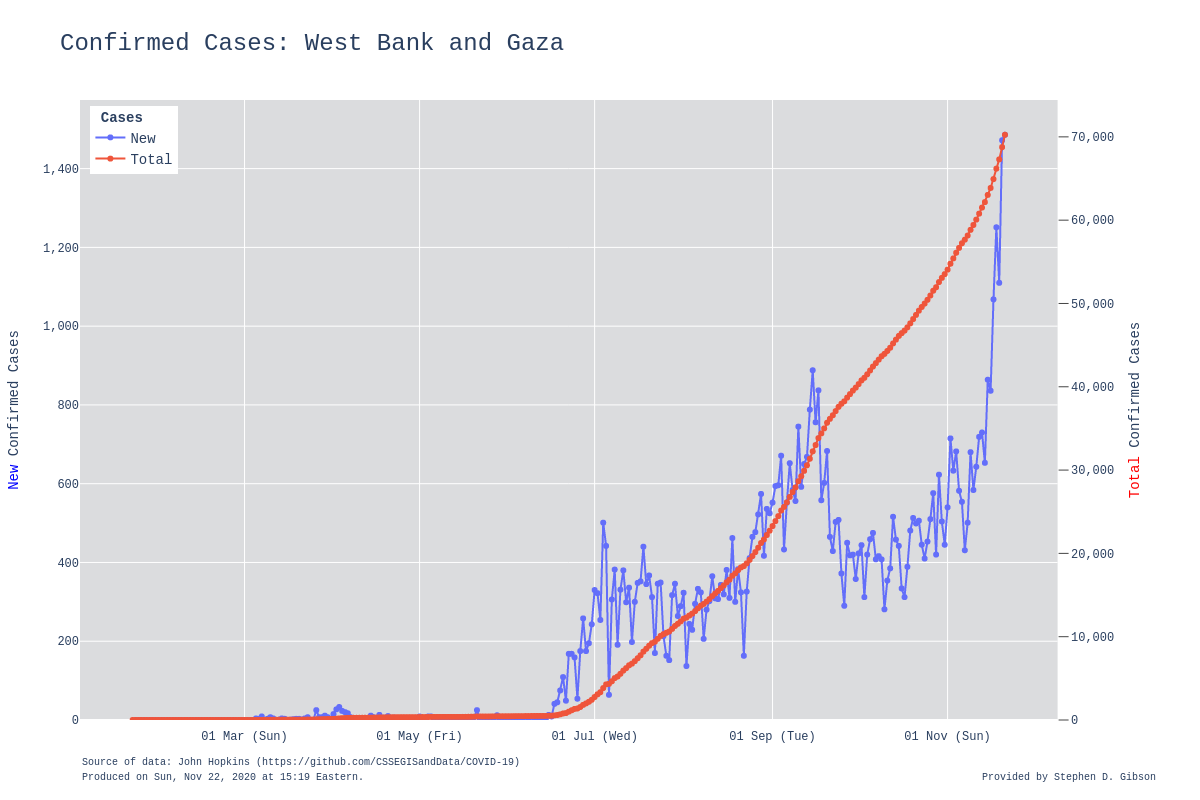 Confirmed Cases: West Bank and Gaza
Cases
New
Total
1,400
1,200
1,000
800
600
400
200
0
70,000
60,000
50,000
40,000
30,000
20,000
10,000
0
New Confirmed Cases
Total Confirmed Cases
01 Mar (Sun)
01 May (Fri)
01 Jul (Wed)
01 Sep (Tue)
01 Nov (Sun)
Source of data: John Hopkins (https://github.com/CSSEGISandData/COVID-19)
Produced on Sun, Nov 22, 2020 at 15:19 Eastern.
Provided by Stephen D. Gibson